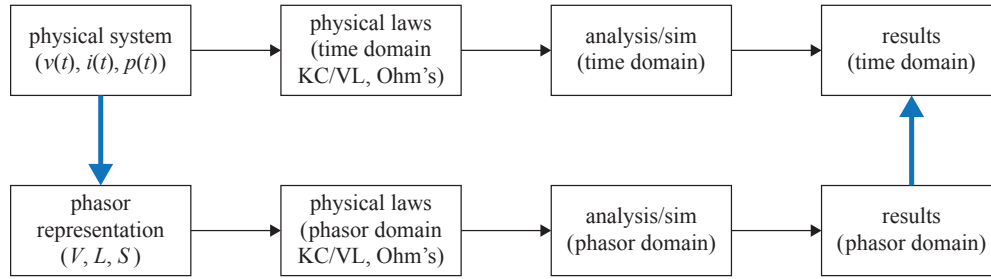 physical system
(v(t), i(t), p(t))
physical laws
(time domain
KC/VL, Ohm's)
analysis/sim
(time domain)
results
(time domain)
phasor
representation
(V, L, S)
physical laws
(phasor domain
KC/VL, Ohm's)
analysis/sim
(phasor domain)
results
(phasor domain)